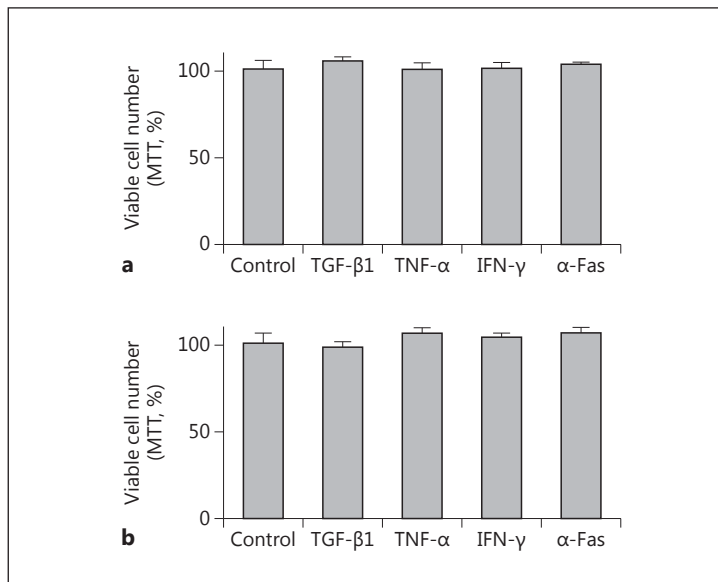 Viable cell number
(MTT, %)
100
50
0
a
Control TGF-β1 TNF-α IFN-γ α-Fas
Viable cell number
(MTT, %)
100
50
0
b
Control TGF-β1 TNF-α IFN-γ α-Fas